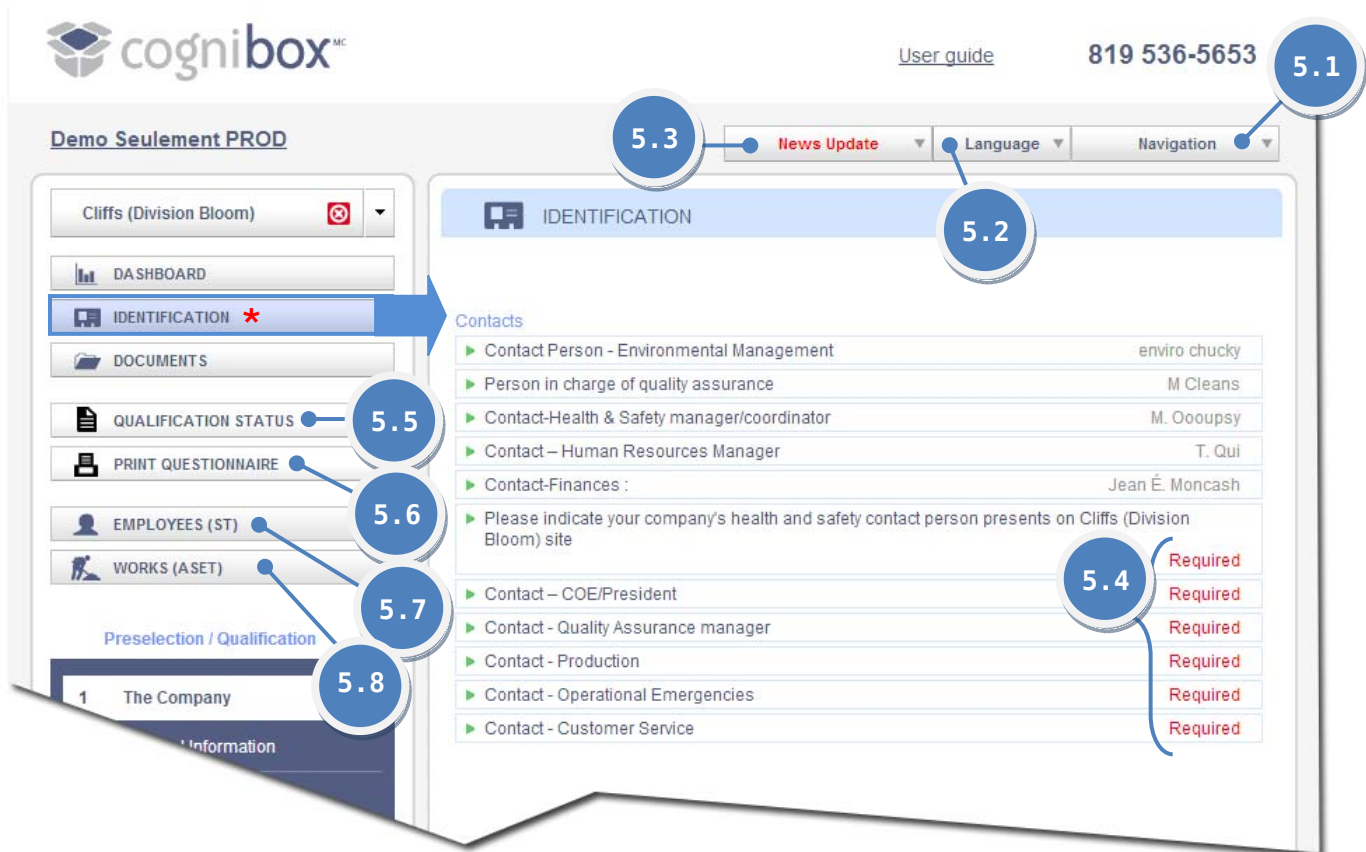 cognibox MC
User guide
819 536-5653
5.1
Demo Seulement PROD
5.3
News Update
Language
Navigation
5.2
Cliffs (Division Bloom)
IDENTIFICATION
DASHBOARD
IDENTIFICATION *
DOCUMENTS
QUALIFICATION STATUS
5.5
PRINT QUESTIONNAIRE
5.6
EMPLOYEES (ST)
5.7
WORKS (ASET)
5.8
Preselection / Qualification
1 The Company
Information
Contacts
Contact Person - Environmental Management enviro chucky
Person in charge of quality assurance M Cleans
Contact-Health & Safety manager/coordinator M. Oooupsy
Contact – Human Resources Manager T. Qui
Contact-Finances : Jean É. Moncash
Please indicate your company's health and safety contact person presents on Cliffs (Division
Bloom) site
Required
5.4
Contact – COE/President Required
Contact - Quality Assurance manager Required
Contact - Production Required
Contact - Operational Emergencies Required
Contact - Customer Service Required